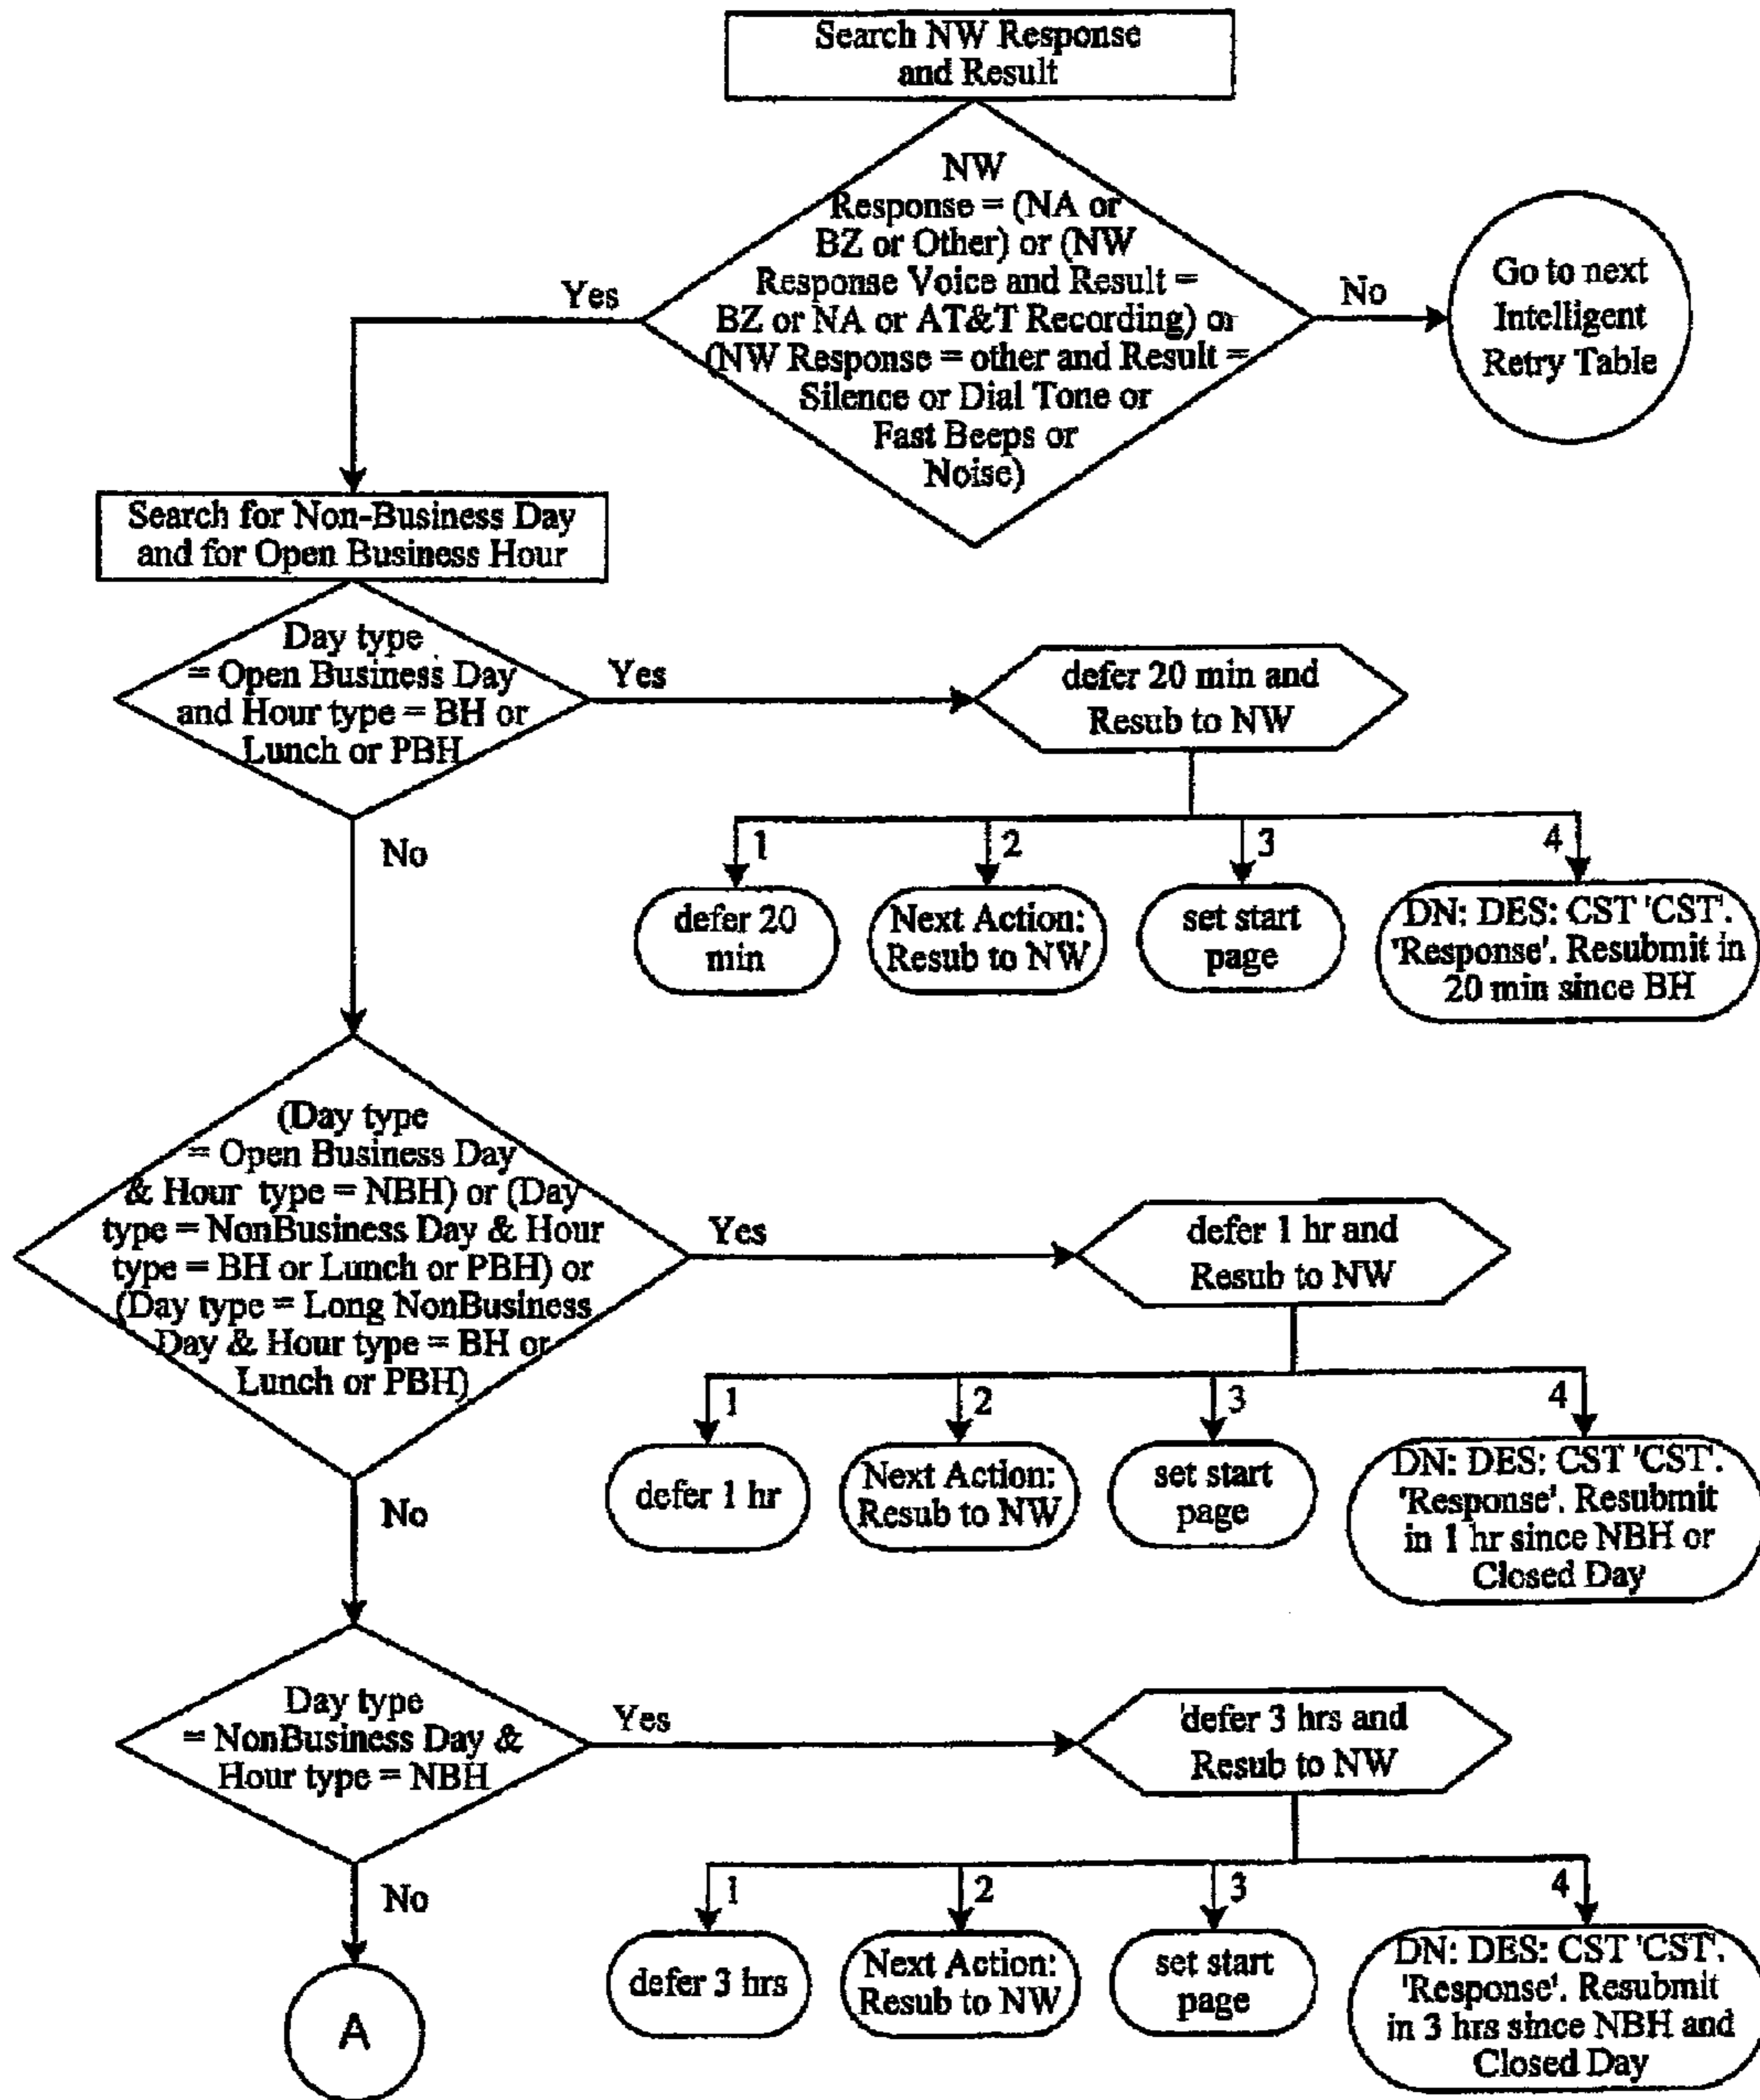 Search NW Response
and Result
NW
Response = (NA or
BZ or Other) or (NW
Response Voice and Result =
BZ or NA or AT&T Recording) or
(NW Response = other and Result =
Silence or Dial Tone or
Fast Beeps or
Noise)
Yes
No
Go to next
Intelligent
Retry Table
Search for Non-Business Day
and for Open Business Hour
Day type
= Open Business Day
and Hour type = BH or
Lunch or PBH
Yes
defer 20 min and
Resub to NW
No
1
2
3
4
defer 20
min
Next Action:
Resub to NW
set start
page
DN: DES: CST 'CST'.
'Response'. Resubmit in
20 min since BH
(Day type
= Open Business Day
& Hour type = NBH) or (Day
type = NonBusiness Day & Hour
type = BH or Lunch or PBH) or
(Day type = Long NonBusiness
Day & Hour type = BH or
Lunch or PBH)
Yes
defer 1 hr and
Resub to NW
No
1
2
3
4
defer 1 hr
Next Action:
Resub to NW
set start
page
DN: DES: CST 'CST'.
'Response'. Resubmit
in 1 hr since NBH or
Closed Day
Day type
= NonBusiness Day &
Hour type = NBH
Yes
defer 3 hrs and
Resub to NW
No
1
2
3
4
defer 3 hrs
Next Action:
Resub to NW
set start
page
DN: DES: CST 'CST'.
'Response'. Resubmit
in 3 hrs since NBH and
Closed Day
A